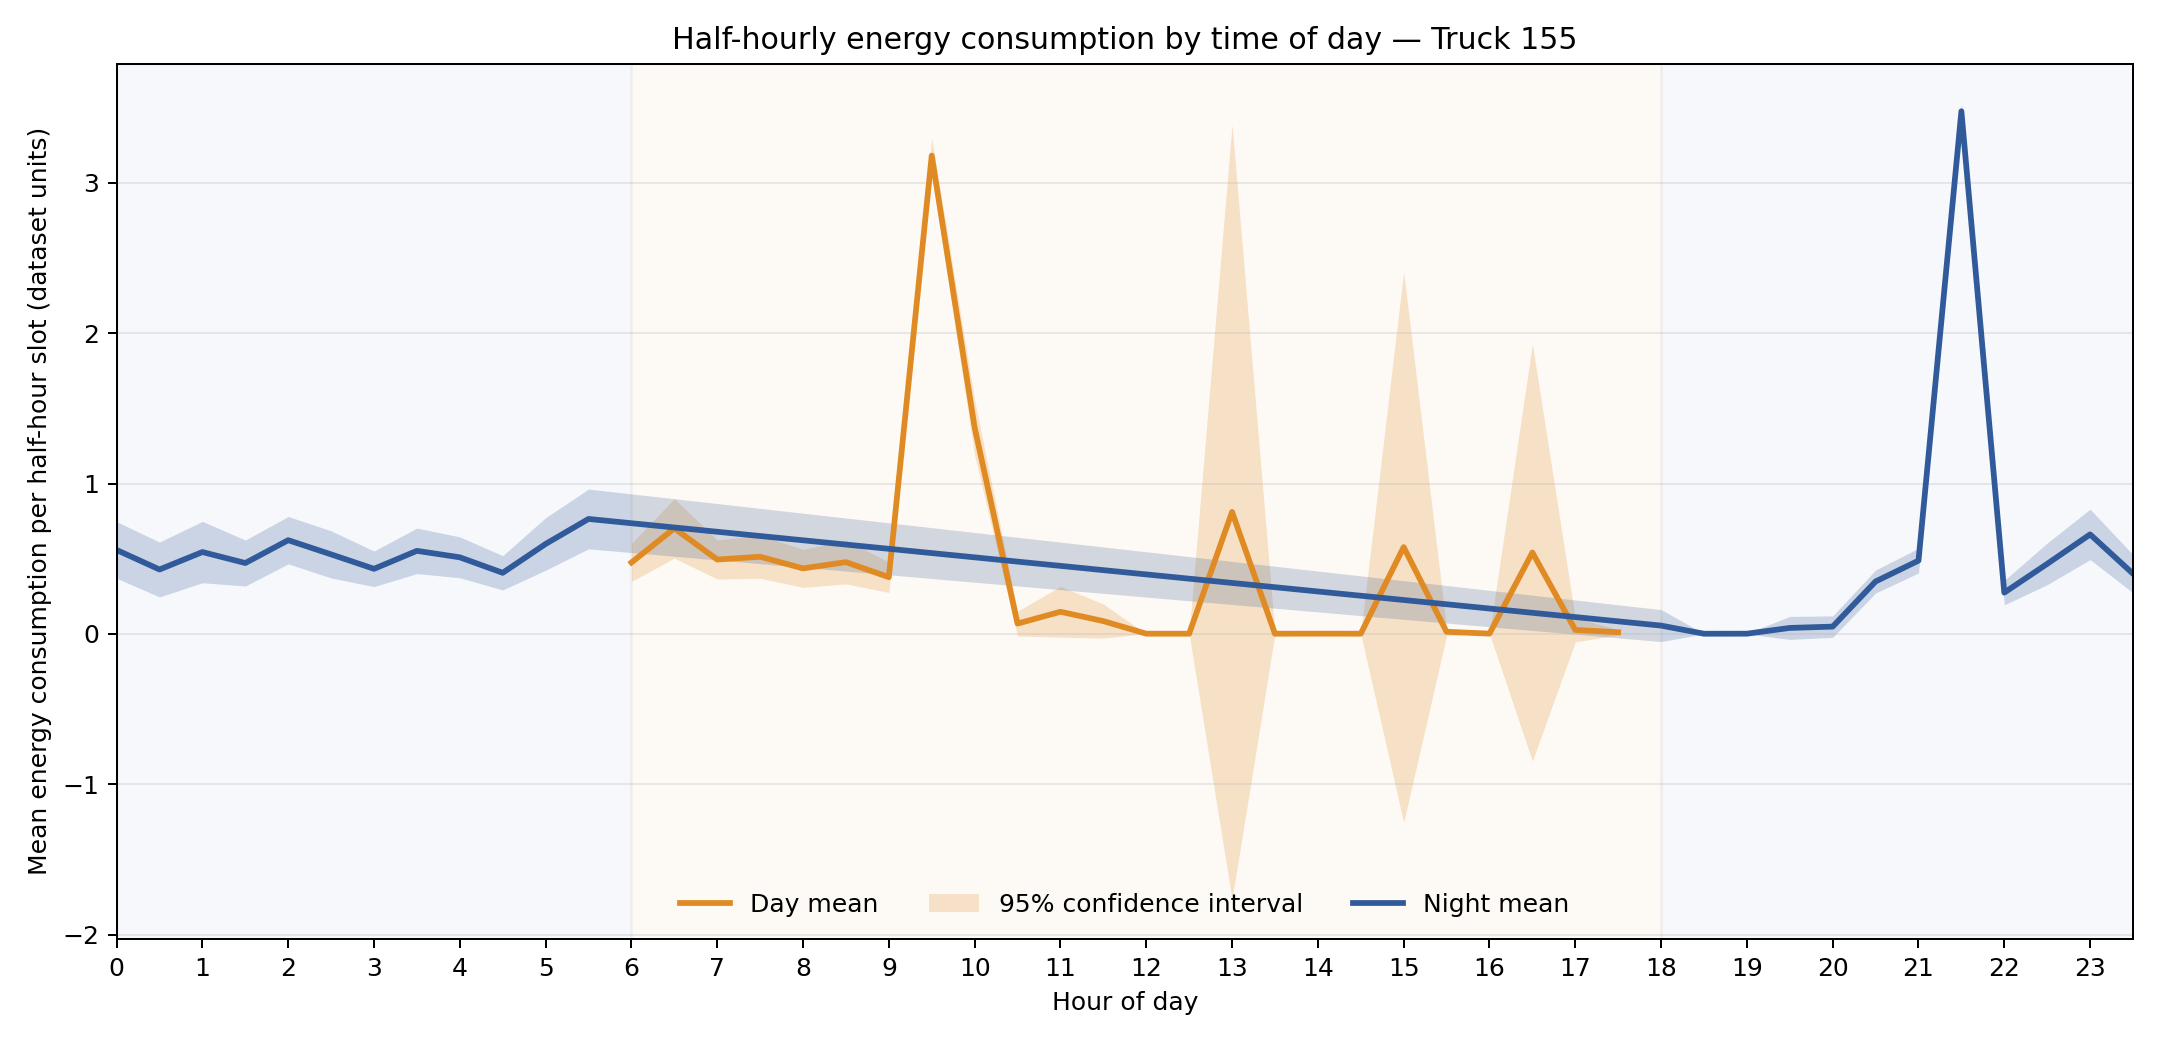 Half-hourly energy consumption by time of day — Truck 155
Mean energy consumption per half-hour slot (dataset units)
3
2
1
0
−1
−2
Day mean
95% confidence interval
Night mean
0 1 2 3 4 5 6 7 8 9 10 11 12 13 14 15 16 17 18 19 20 21 22 23
Hour of day